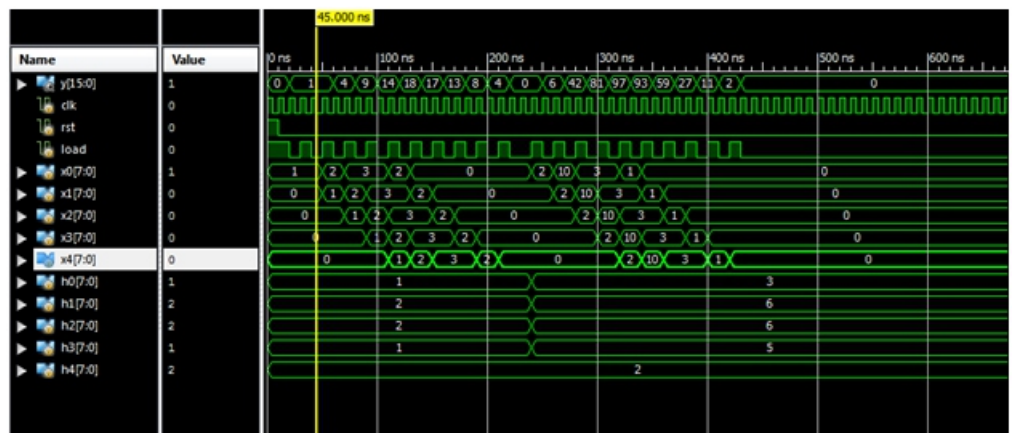 45.000 ns
Name Value 0 ns 100 ns 200 ns 300 ns 400 ns 500 ns 600 ns
y[15:0] 1 0 1 4 9 14 18 17 13 8 4 0 6 42 81 97 93 59 27 11 2 0
clk 0
rst 0
load 0
x0[7:0] 1 1 2 3 2 0 2 10 3 1 0
x1[7:0] 0 0 1 2 3 2 0 2 10 3 1 0
x2[7:0] 0 0 1 2 3 2 0 2 10 3 1 0
x3[7:0] 0 0 1 2 3 2 0 2 10 3 1 0
x4[7:0] 0 0 1 2 3 2 0 2 10 3 1 0
h0[7:0] 1 1 3
h1[7:0] 2 2 6
h2[7:0] 2 2 6
h3[7:0] 1 1 5
h4[7:0] 2 2